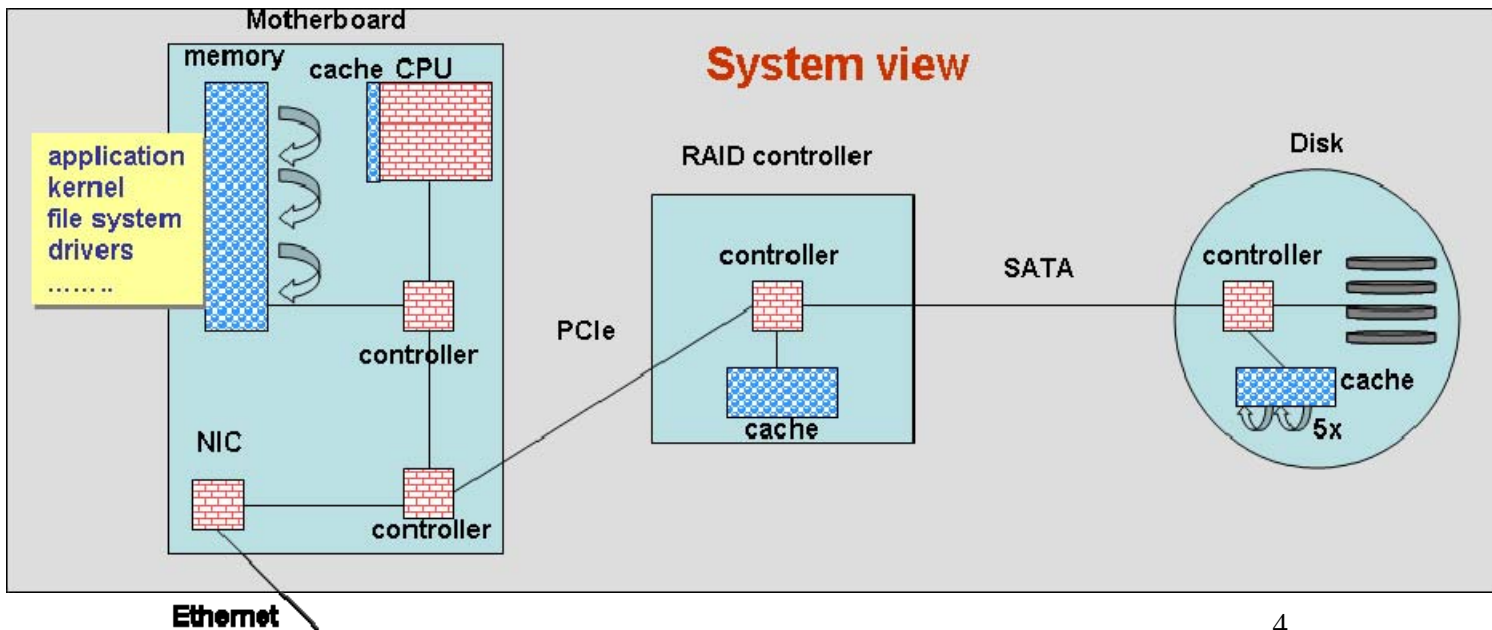 Motherboard
System view
memory
cache CPU
application
kernel
file system
drivers
........
controller
NIC
controller
Ethernet
PCIe
RAID controller
controller
cache
SATA
Disk
controller
cache
5x
4